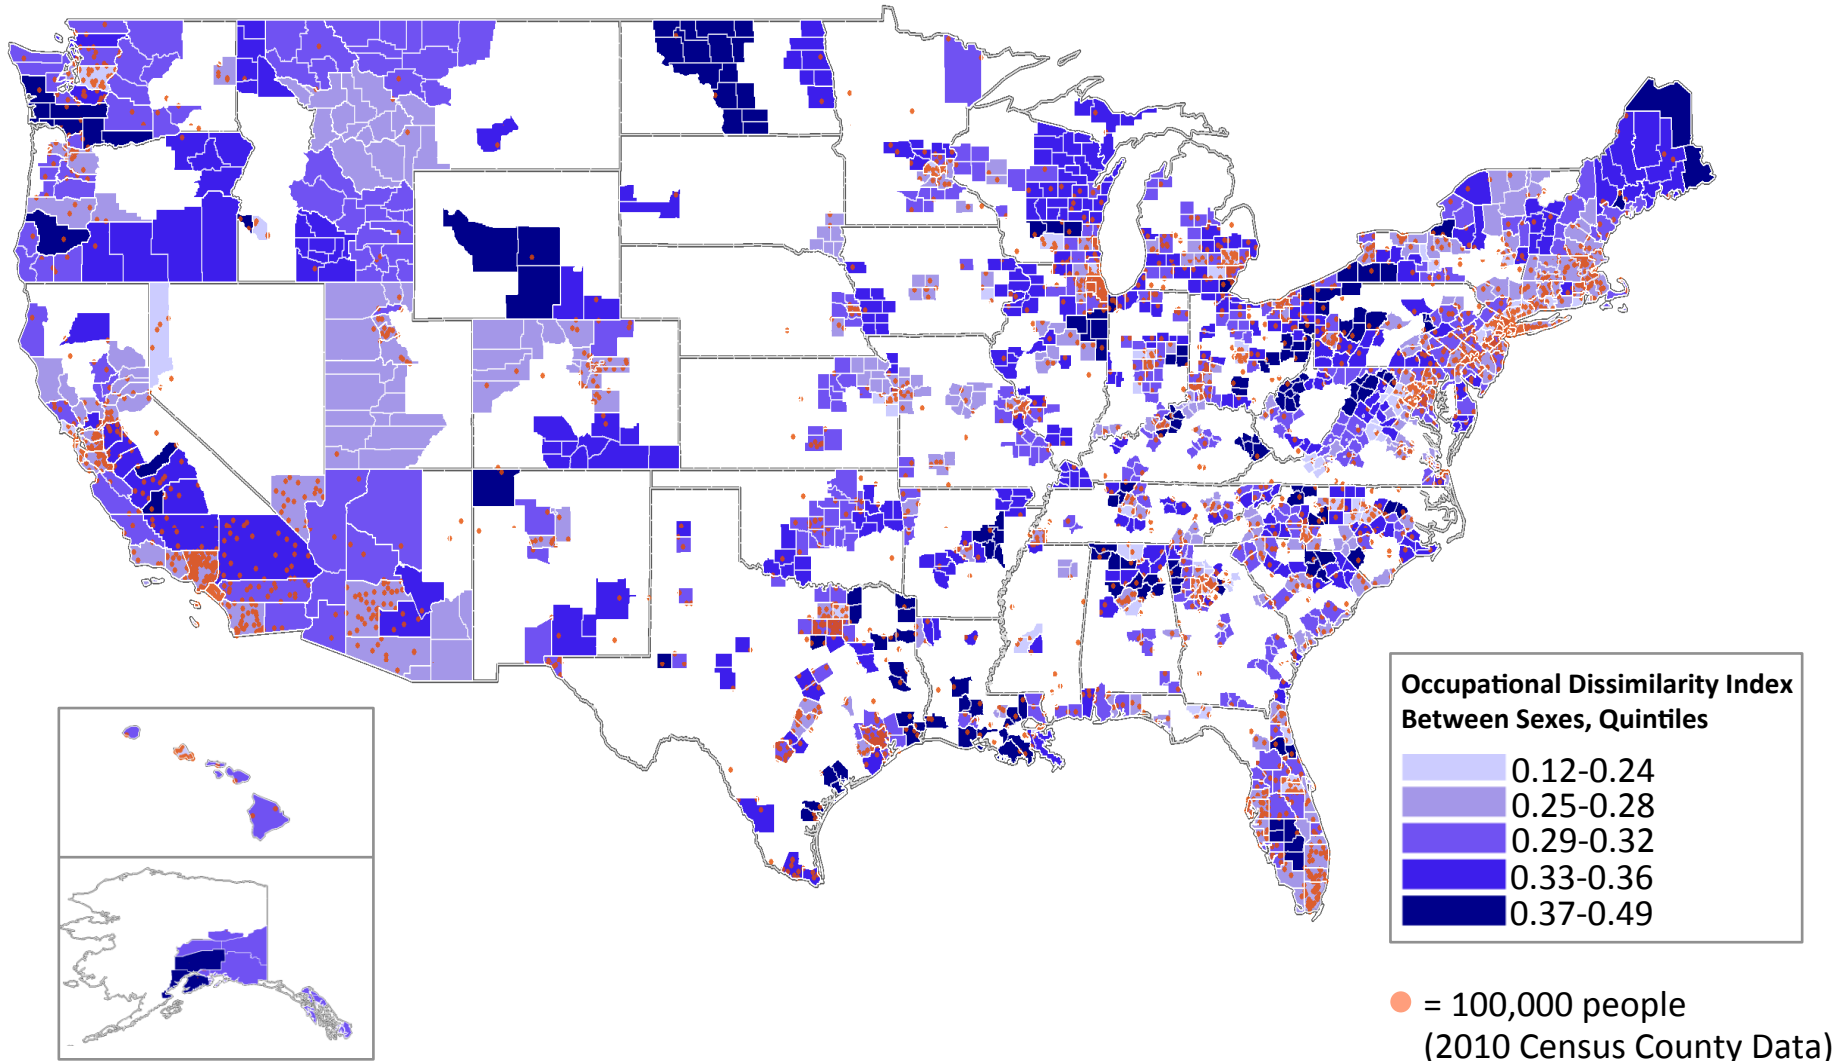 Occupational Dissimilarity Index
Between Sexes, Quintiles
0.12-0.24
0.25-0.28
0.29-0.32
0.33-0.36
0.37-0.49
= 100,000 people
(2010 Census County Data)